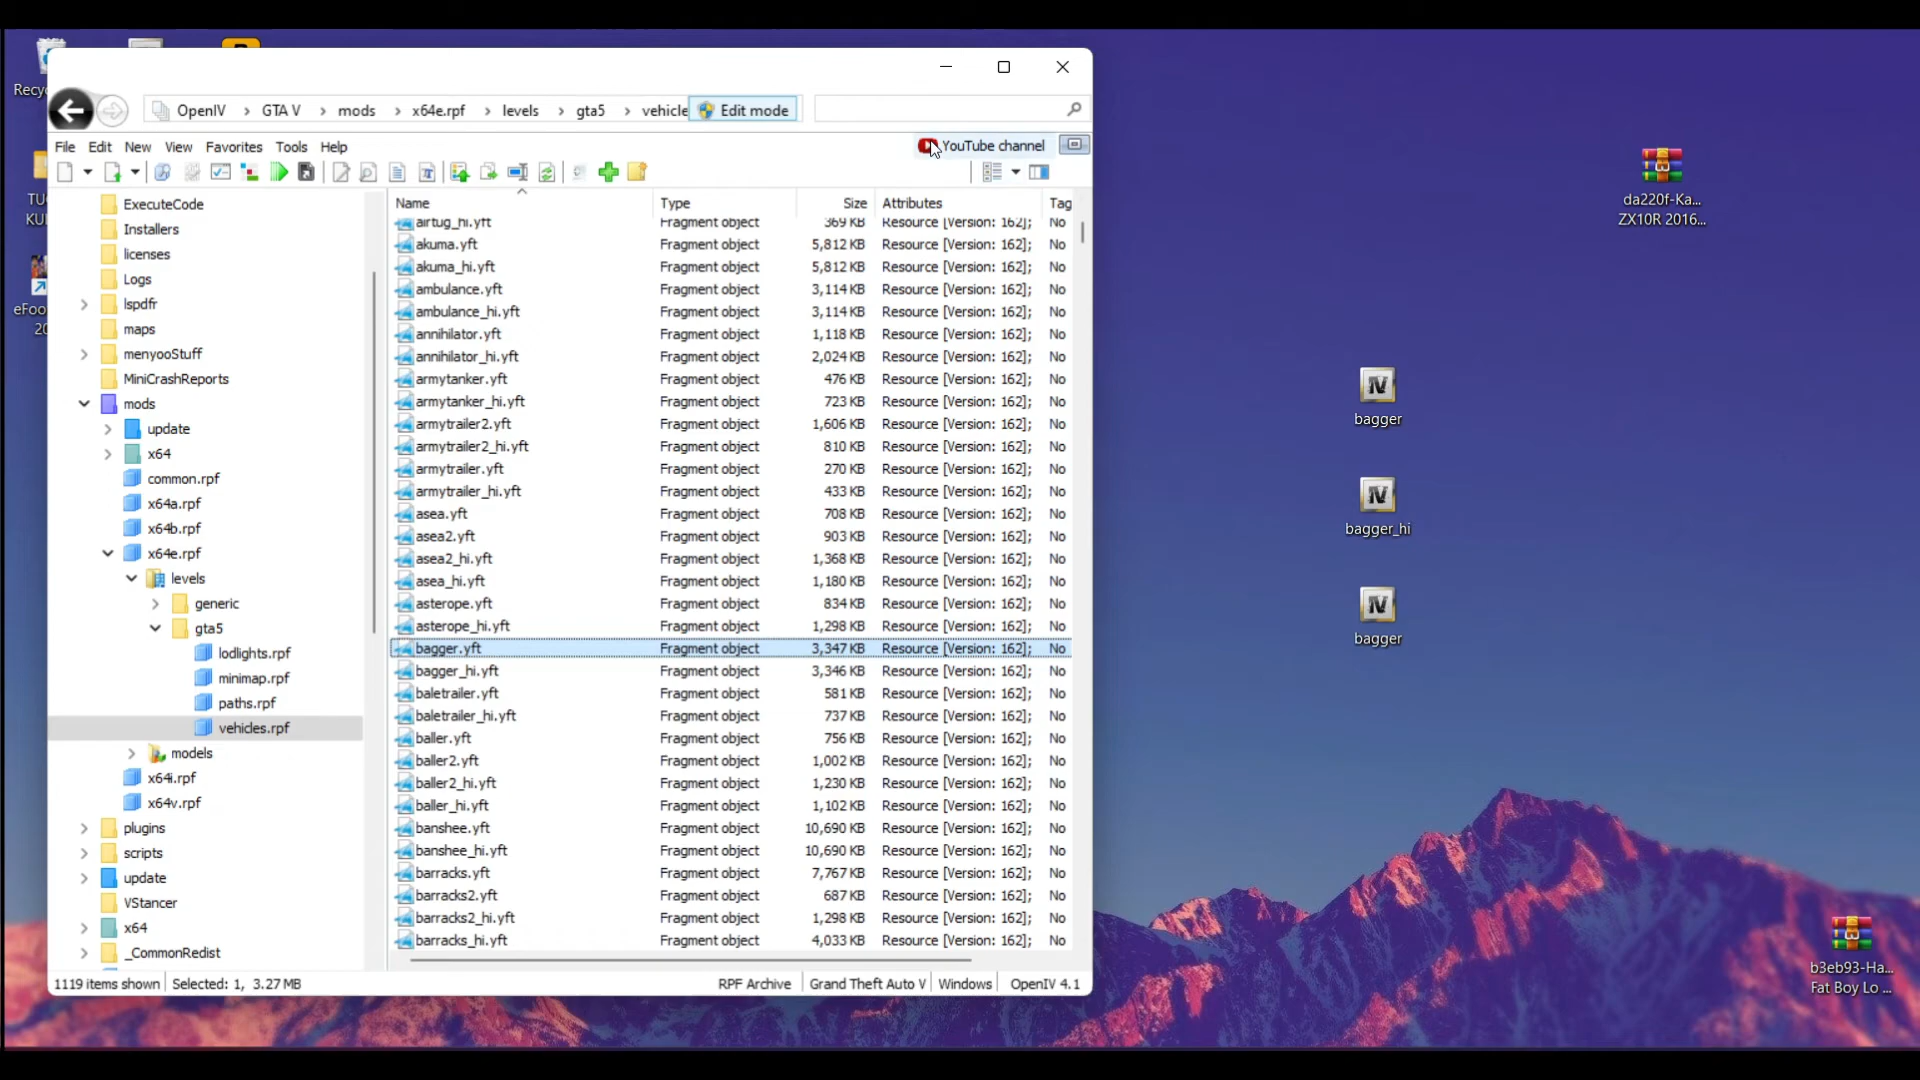 Recyc
TU
KU
eFoo
20
OpenIV > GTA V > mods > x64e.rpf > levels > gta5 > vehicle
Edit mode
File Edit New View Favorites Tools Help
YouTube channel
ExecuteCode
Installers
licenses
Logs
lspdfr
maps
menyooStuff
MiniCrashReports
mods
update
x64
common.rpf
x64a.rpf
x64b.rpf
x64e.rpf
levels
generic
gta5
lodlights.rpf
minimap.rpf
paths.rpf
vehicles.rpf
models
x64i.rpf
x64v.rpf
plugins
scripts
update
VStancer
x64
_CommonRedist
Name Type Size Attributes Tag
airtug_hi.yft Fragment object 369 KB Resource [Version: 162]; No
akuma.yft Fragment object 5,812 KB Resource [Version: 162]; No
akuma_hi.yft Fragment object 5,812 KB Resource [Version: 162]; No
ambulance.yft Fragment object 3,114 KB Resource [Version: 162]; No
ambulance_hi.yft Fragment object 3,114 KB Resource [Version: 162]; No
annihilator.yft Fragment object 1,118 KB Resource [Version: 162]; No
annihilator_hi.yft Fragment object 2,024 KB Resource [Version: 162]; No
armytanker.yft Fragment object 476 KB Resource [Version: 162]; No
armytanker_hi.yft Fragment object 723 KB Resource [Version: 162]; No
armytrailer2.yft Fragment object 1,606 KB Resource [Version: 162]; No
armytrailer2_hi.yft Fragment object 810 KB Resource [Version: 162]; No
armytrailer.yft Fragment object 270 KB Resource [Version: 162]; No
armytrailer_hi.yft Fragment object 433 KB Resource [Version: 162]; No
asea.yft Fragment object 708 KB Resource [Version: 162]; No
asea2.yft Fragment object 903 KB Resource [Version: 162]; No
asea2_hi.yft Fragment object 1,368 KB Resource [Version: 162]; No
asea_hi.yft Fragment object 1,180 KB Resource [Version: 162]; No
asterope.yft Fragment object 834 KB Resource [Version: 162]; No
asterope_hi.yft Fragment object 1,298 KB Resource [Version: 162]; No
bagger.yft Fragment object 3,347 KB Resource [Version: 162]; No
bagger_hi.yft Fragment object 3,346 KB Resource [Version: 162]; No
baletrailer.yft Fragment object 581 KB Resource [Version: 162]; No
baletrailer_hi.yft Fragment object 737 KB Resource [Version: 162]; No
baller.yft Fragment object 756 KB Resource [Version: 162]; No
baller2.yft Fragment object 1,002 KB Resource [Version: 162]; No
baller2_hi.yft Fragment object 1,230 KB Resource [Version: 162]; No
baller_hi.yft Fragment object 1,102 KB Resource [Version: 162]; No
banshee.yft Fragment object 10,690 KB Resource [Version: 162]; No
banshee_hi.yft Fragment object 10,690 KB Resource [Version: 162]; No
barracks.yft Fragment object 7,767 KB Resource [Version: 162]; No
barracks2.yft Fragment object 687 KB Resource [Version: 162]; No
barracks2_hi.yft Fragment object 1,298 KB Resource [Version: 162]; No
barracks_hi.yft Fragment object 4,033 KB Resource [Version: 162]; No
1119 items shown Selected: 1, 3.27 MB RPF Archive Grand Theft Auto V Windows OpenIV 4.1
da220f-Ka...
ZX10R 2016...
IV
bagger
IV
bagger_hi
IV
bagger
b3eb93-Ha...
Fat Boy Lo ...